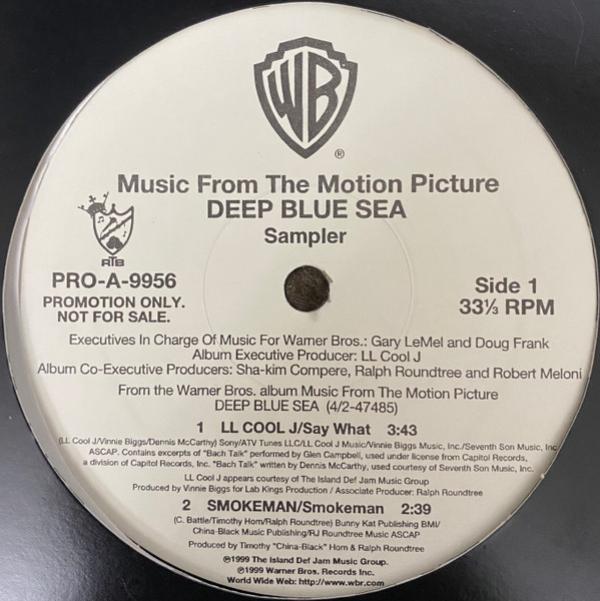 WB
®
Music From The Motion Picture
DEEP BLUE SEA
Sampler
RTB
PRO-A-9956
PROMOTION ONLY.
NOT FOR SALE.
Side 1
33⅓ RPM
Executives In Charge Of Music For Warner Bros.: Gary LeMel and Doug Frank
Album Executive Producer: LL Cool J
Album Co-Executive Producers: Sha-kim Compere, Ralph Roundtree and Robert Meloni
From the Warner Bros. album Music From The Motion Picture
DEEP BLUE SEA (4/2-47485)
1 LL COOL J/Say What 3:43
(LL Cool J/Vinnie Biggs/Dennis McCarthy) Sony/ATV Tunes LLC/LL Cool J Music/Vinnie Biggs Music, Inc./Seventh Son Music, Inc
ASCAP. Contains excerpts of "Bach Talk" performed by Glen Campbell, used under license from Capitol Records,
a division of Capitol Records, Inc. "Bach Talk" written by Dennis McCarthy, used courtesy of Seventh Son Music, Inc.
LL Cool J appears courtesy of The Island Def Jam Music Group
Produced by Vinnie Biggs for Lab Kings Production / Associate Producer: Ralph Roundtree
2 SMOKEMAN/Smokeman 2:39
(C. Battle/Timothy Horn/Ralph Roundtree) Bunny Kat Publishing BMI/
China-Black Music Publishing/RJ Roundtree Music ASCAP
Produced by Timothy "China-Black" Horn & Ralph Roundtree
℗1999 The Island Def Jam Music Group.
℗1999 Warner Bros. Records Inc.
World Wide Web: http://www.wbr.com